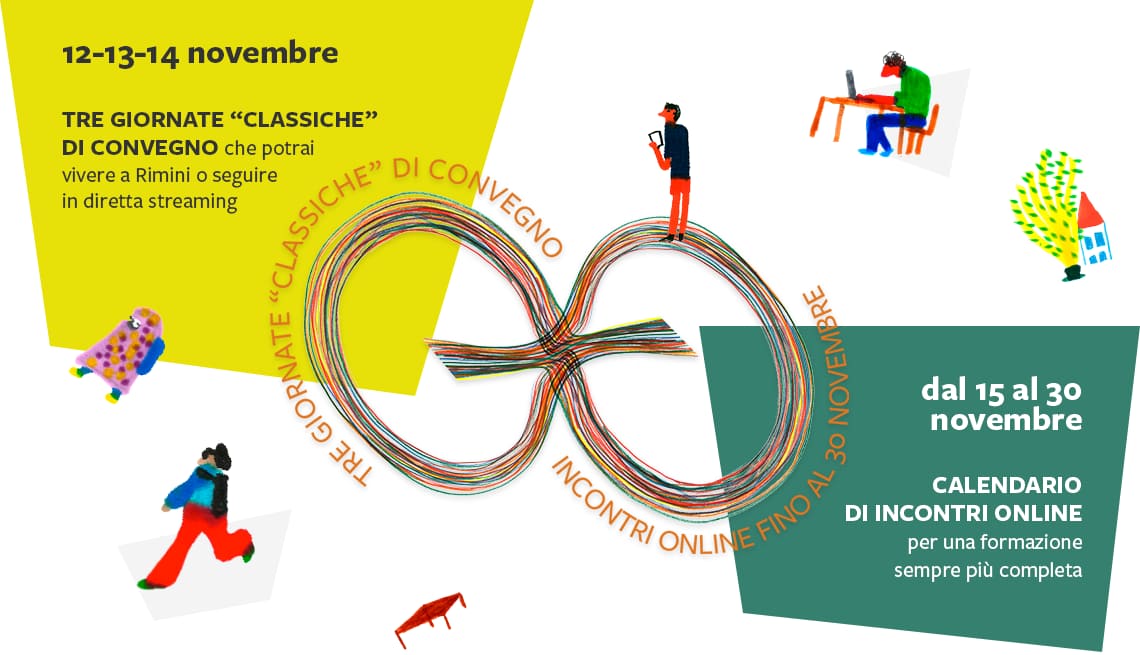 12-13-14 novembre
TRE GIORNATE “CLASSICHE”
DI CONVEGNO che potrai
vivere a Rimini o seguire
in diretta streaming
TRE GIORNATE “CLASSICHE” DI CONVEGNO
INCONTRI ONLINE FINO AL 30 NOVEMBRE
dal 15 al 30
novembre
CALENDARIO
DI INCONTRI ONLINE
per una formazione
sempre più completa